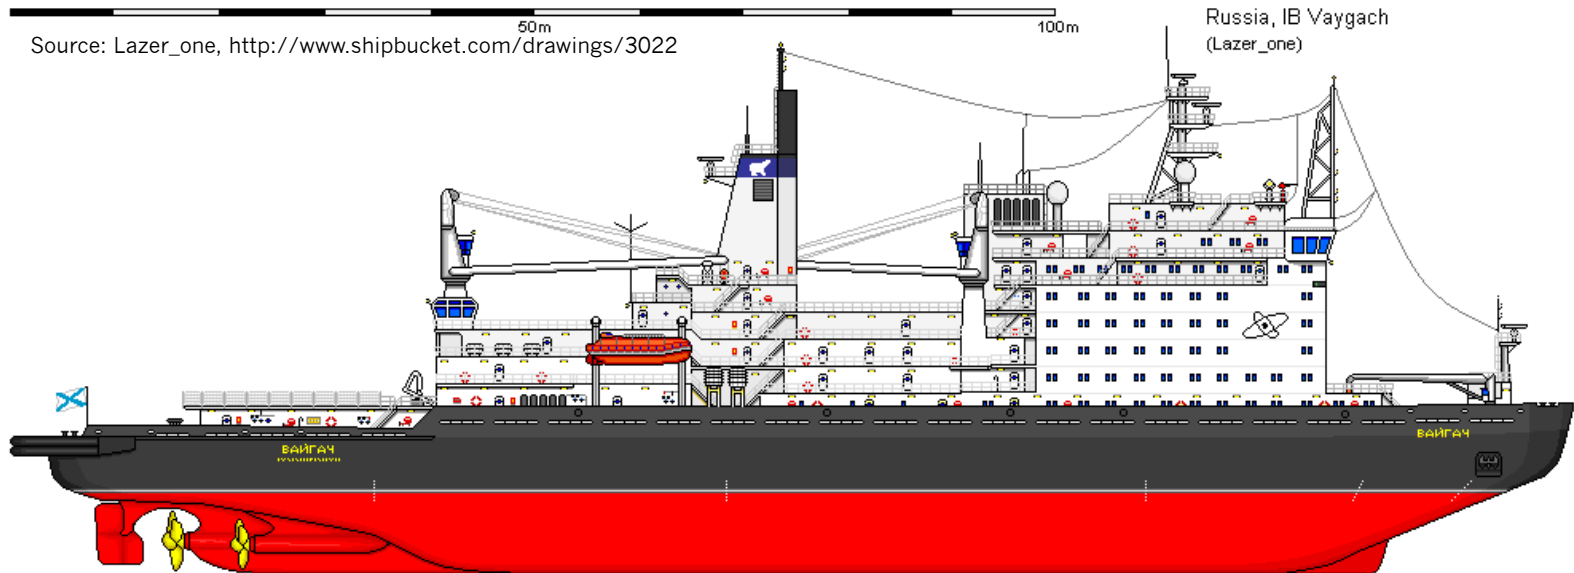 50m
100m
Source: Lazer_one, http://www.shipbucket.com/drawings/3022
Russia, IB Vaygach
(Lazer_one)
ВАЙГАЧ
ВАЙГАЧ